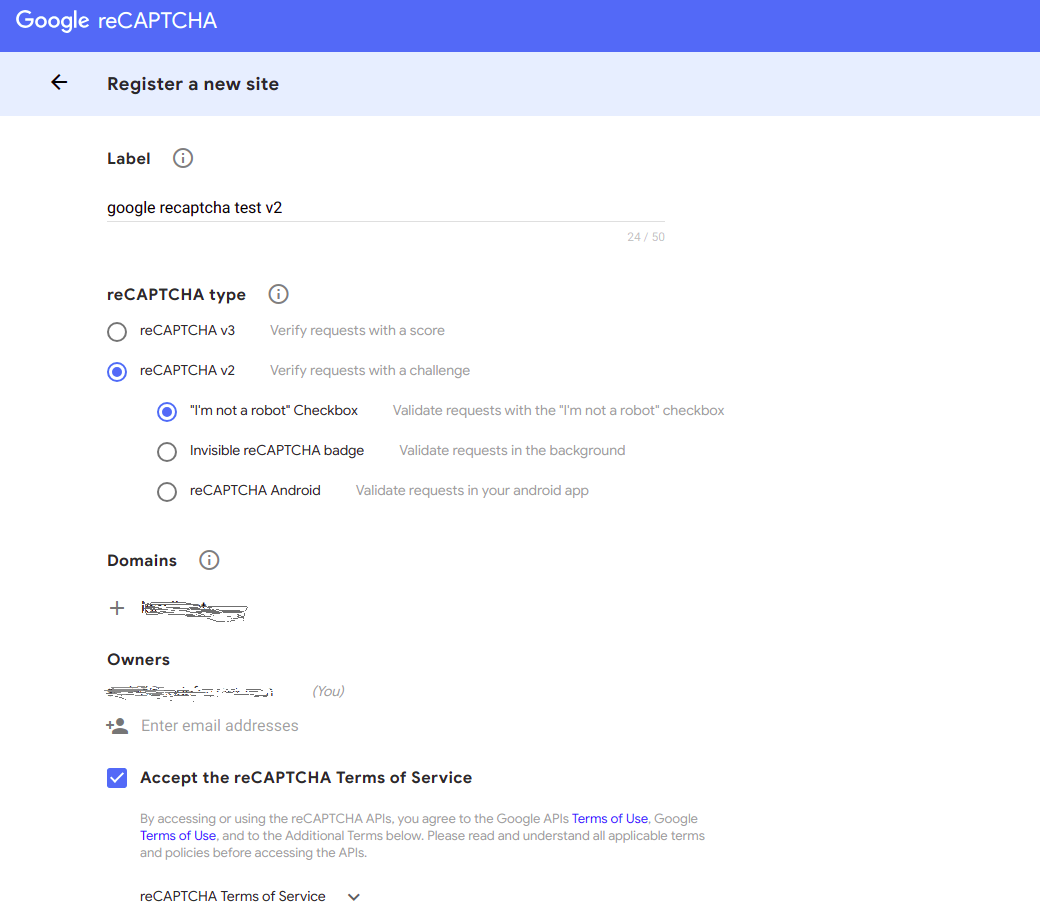 Google reCAPTCHA
Register a new site
Label
google recaptcha test v2
24 / 50
reCAPTCHA type
reCAPTCHA v3 Verify requests with a score
reCAPTCHA v2 Verify requests with a challenge
"I'm not a robot" Checkbox Validate requests with the "I'm not a robot" checkbox
Invisible reCAPTCHA badge Validate requests in the background
reCAPTCHA Android Validate requests in your android app
Domains
Owners
(You)
Enter email addresses
Accept the reCAPTCHA Terms of Service
By accessing or using the reCAPTCHA APIs, you agree to the Google APIs Terms of Use, Google
Terms of Use, and to the Additional Terms below. Please read and understand all applicable terms
and policies before accessing the APIs.
reCAPTCHA Terms of Service